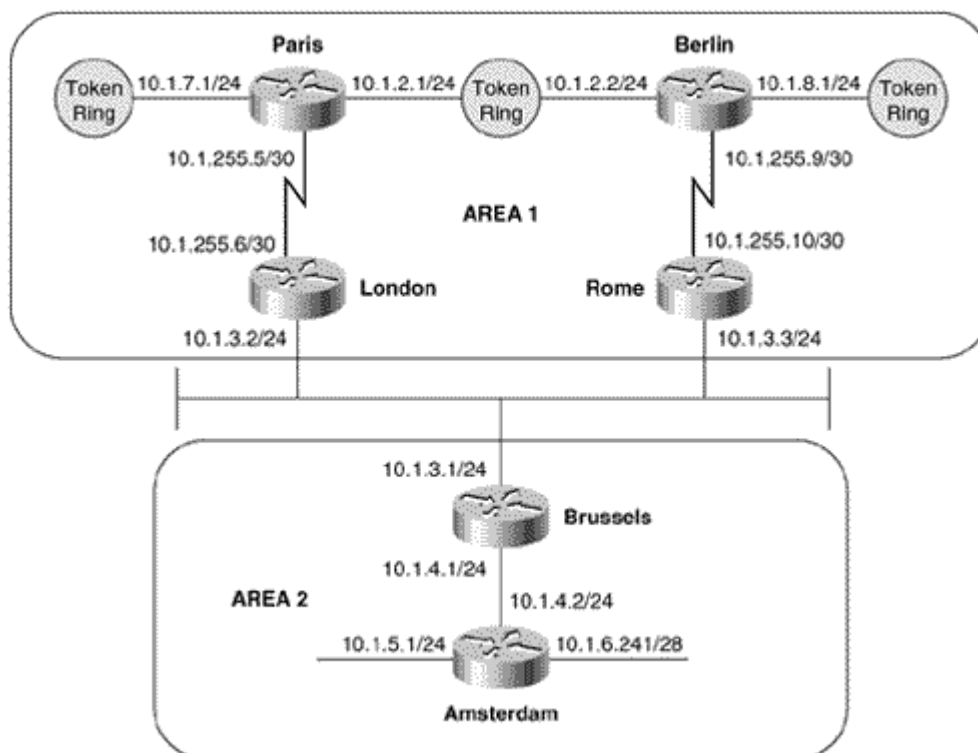 Paris
Berlin
Token Ring
10.1.7.1/24
10.1.2.1/24
Token Ring
10.1.2.2/24
10.1.8.1/24
Token Ring
10.1.255.5/30
10.1.255.9/30
AREA 1
10.1.255.6/30
10.1.255.10/30
London
Rome
10.1.3.2/24
10.1.3.3/24
10.1.3.1/24
Brussels
10.1.4.1/24
AREA 2
10.1.4.2/24
10.1.5.1/24
10.1.6.241/28
Amsterdam